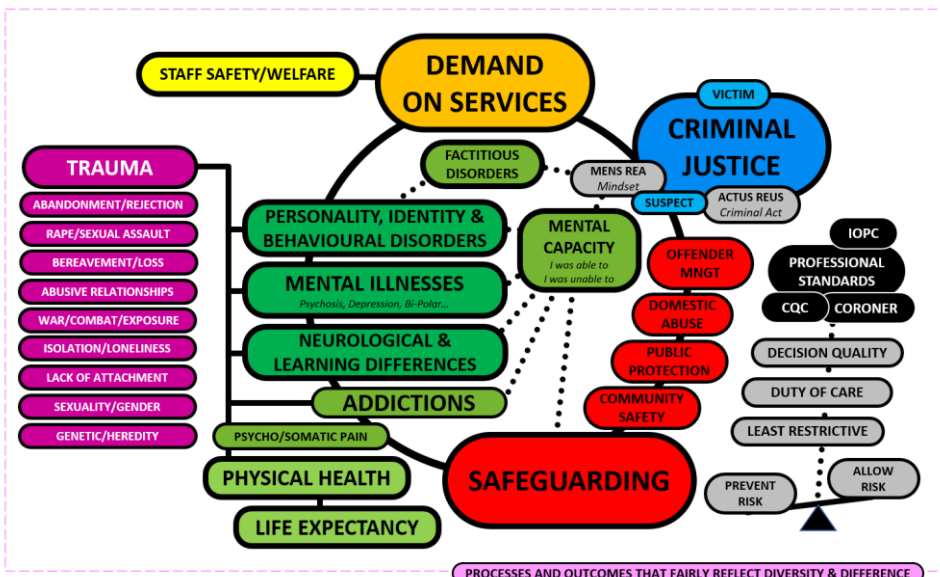 STAFF SAFETY/WELFARE
DEMAND
ON SERVICES
VICTIM
CRIMINAL
JUSTICE
MENS REA
Mindset
SUSPECT
ACTUS REUS
Criminal Act
TRAUMA
ABANDONMENT/REJECTION
RAPE/SEXUAL ASSAULT
BEREAVEMENT/LOSS
ABUSIVE RELATIONSHIPS
WAR/COMBAT/EXPOSURE
ISOLATION/LONELINESS
LACK OF ATTACHMENT
SEXUALITY/GENDER
GENETIC/HEREDITY
FACTITIOUS
DISORDERS
PERSONALITY, IDENTITY &
BEHAVIOURAL DISORDERS
MENTAL ILLNESSES
Psychosis, Depression, Bi-Polar...
NEUROLOGICAL &
LEARNING DIFFERENCES
ADDICTIONS
PSYCHO/SOMATIC PAIN
PHYSICAL HEALTH
LIFE EXPECTANCY
MENTAL
CAPACITY
I was able to
I was unable to
OFFENDER
MNGT
DOMESTIC
ABUSE
PUBLIC
PROTECTION
COMMUNITY
SAFETY
SAFEGUARDING
IOPC
PROFESSIONAL
STANDARDS
CQC
CORONER
DECISION QUALITY
DUTY OF CARE
LEAST RESTRICTIVE
PREVENT
RISK
ALLOW
RISK
PROCESSES AND OUTCOMES THAT FAIRLY REFLECT DIVERSITY & DIFFERENCE